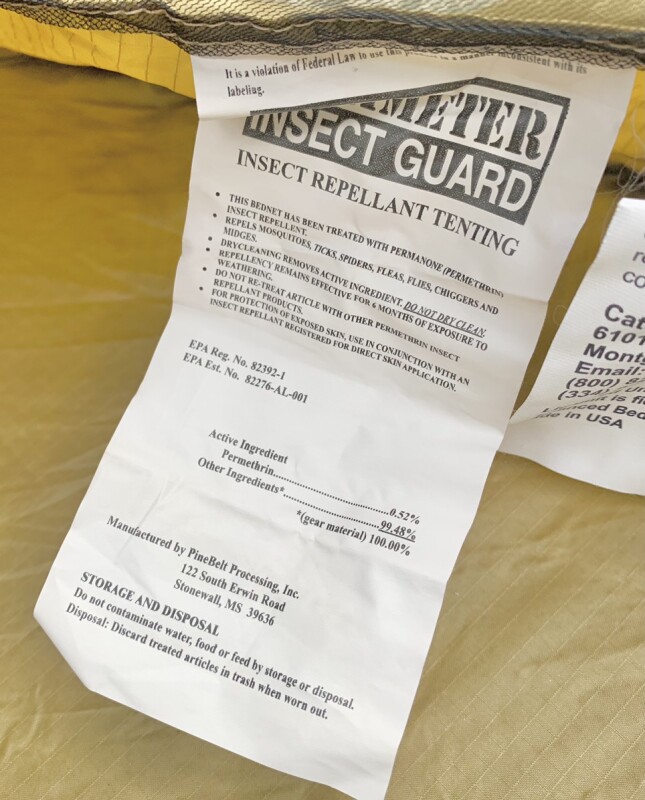 It is a violation of Federal Law to use this product in a manner inconsistent with its
labeling.
INSECT GUARD
INSECT REPELLANT TENTING
• THIS BEDNET HAS BEEN TREATED WITH PERMANONE (PERMETHRIN)
INSECT REPELLENT.
• REPELS MOSQUITOES, TICKS, SPIDERS, FLEAS, FLIES, CHIGGERS AND
MIDGES.
• DRYCLEANING REMOVES ACTIVE INGREDIENT. DO NOT DRY CLEAN.
• REPELLENCY REMAINS EFFECTIVE FOR 6 MONTHS OF EXPOSURE TO
WEATHERING.
• DO NOT RE-TREAT ARTICLE WITH OTHER PERMETHRIN INSECT
REPELLANT PRODUCTS.
• FOR PROTECTION OF EXPOSED SKIN, USE IN CONJUNCTION WITH AN
INSECT REPELLANT REGISTERED FOR DIRECT SKIN APPLICATION.
EPA Reg. No. 82392-1
EPA Est. No. 82276-AL-001
Active Ingredient
Permethrin..............................0.52%
Other Ingredients*..............................99.48%
*(gear material) 100.00%
Manufactured by PineBelt Processing, Inc.
122 South Erwin Road
Stonewall, MS 39636
STORAGE AND DISPOSAL
Do not contaminate water, food or feed by storage or disposal.
Disposal: Discard treated articles in trash when worn out.
Email:
(800)
(334)
is
Bed
in USA